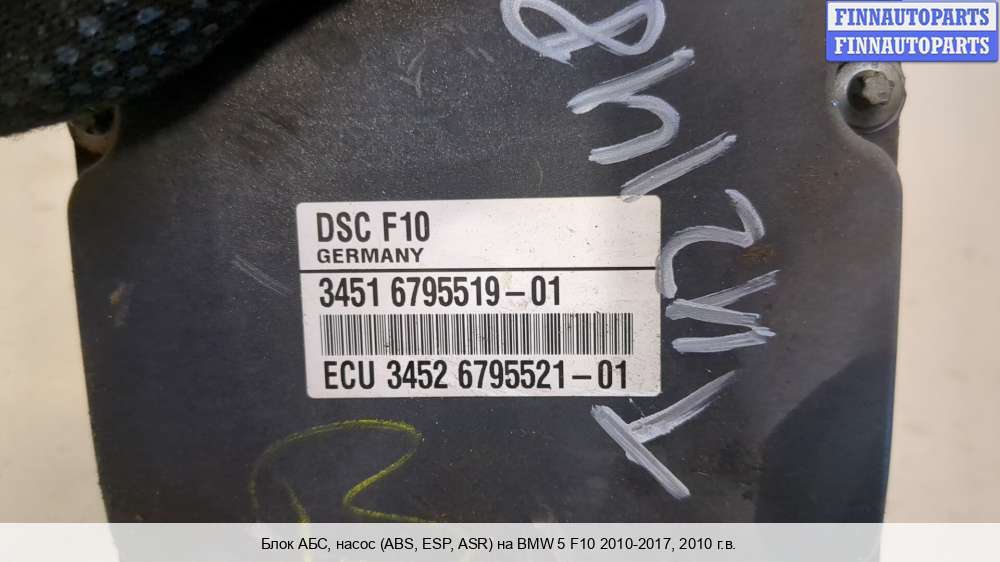 FINNAUTOPARTS
FINNAUTOPARTS
DSC F10
GERMANY
3451 6795519-01
ECU 3452 6795521-01
Блок АБС, насос (ABS, ESP, ASR) на BMW 5 F10 2010-2017, 2010 г.в.